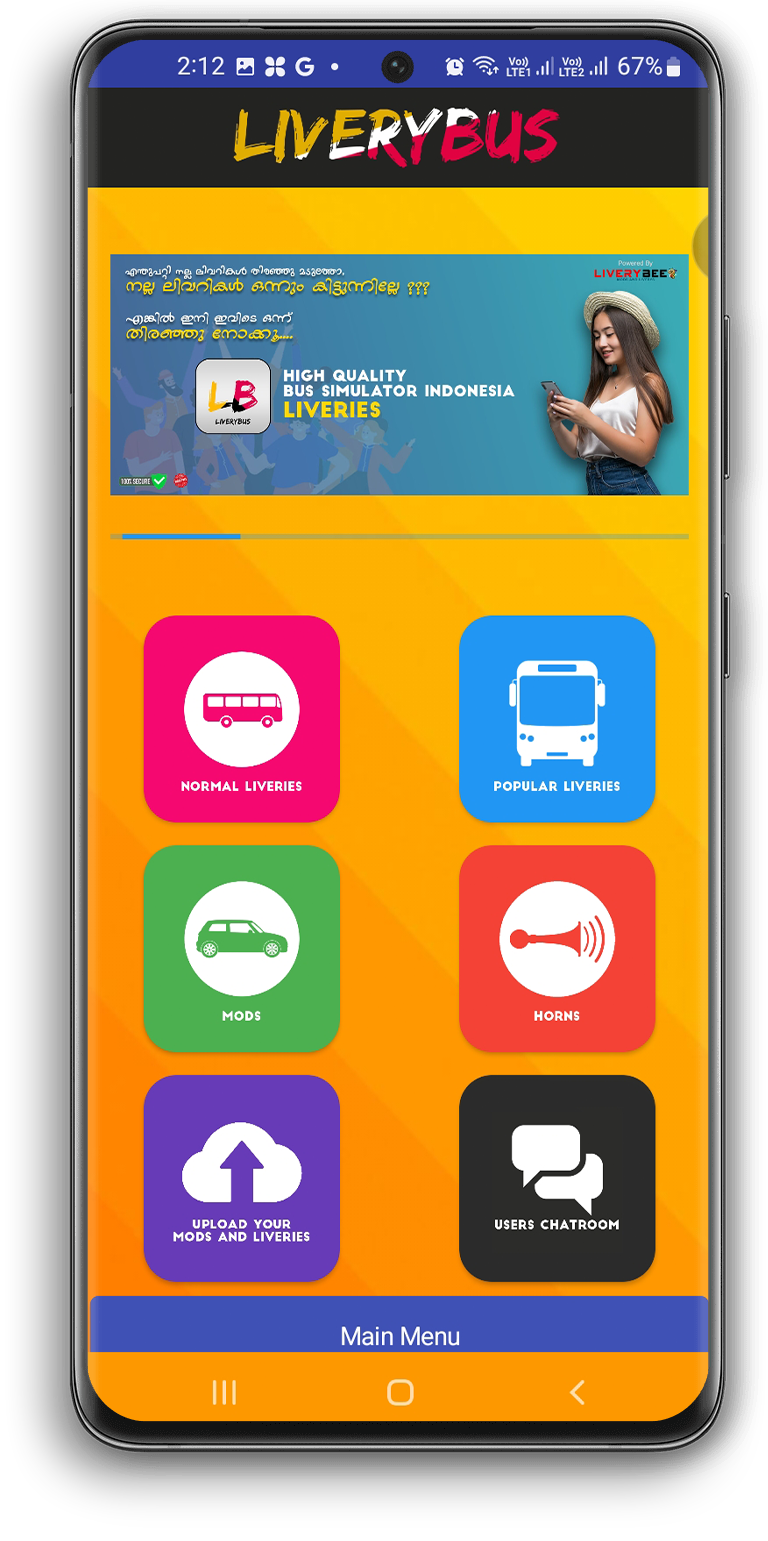 2:12
Vo)) LTE1
Vo)) LTE2
67%
LIVERYBUS
Powered By
LIVERYBEE
എന്തുപറ്റി നല്ല ലിവറികൾ തിരഞ്ഞു മടുത്തോ,
നല്ല ലിവറികൾ ഒന്നും കിട്ടുന്നില്ലേ ???
എങ്കിൽ ഇനി ഇവിടെ ഒന്ന്
തിരഞ്ഞു നോക്കൂ....
LB
LIVERYBUS
HIGH QUALITY
BUS SIMULATOR INDONESIA
LIVERIES
100% SECURE
NORMAL LIVERIES
POPULAR LIVERIES
MODS
HORNS
UPLOAD YOUR
MODS AND LIVERIES
USERS CHATROOM
Main Menu